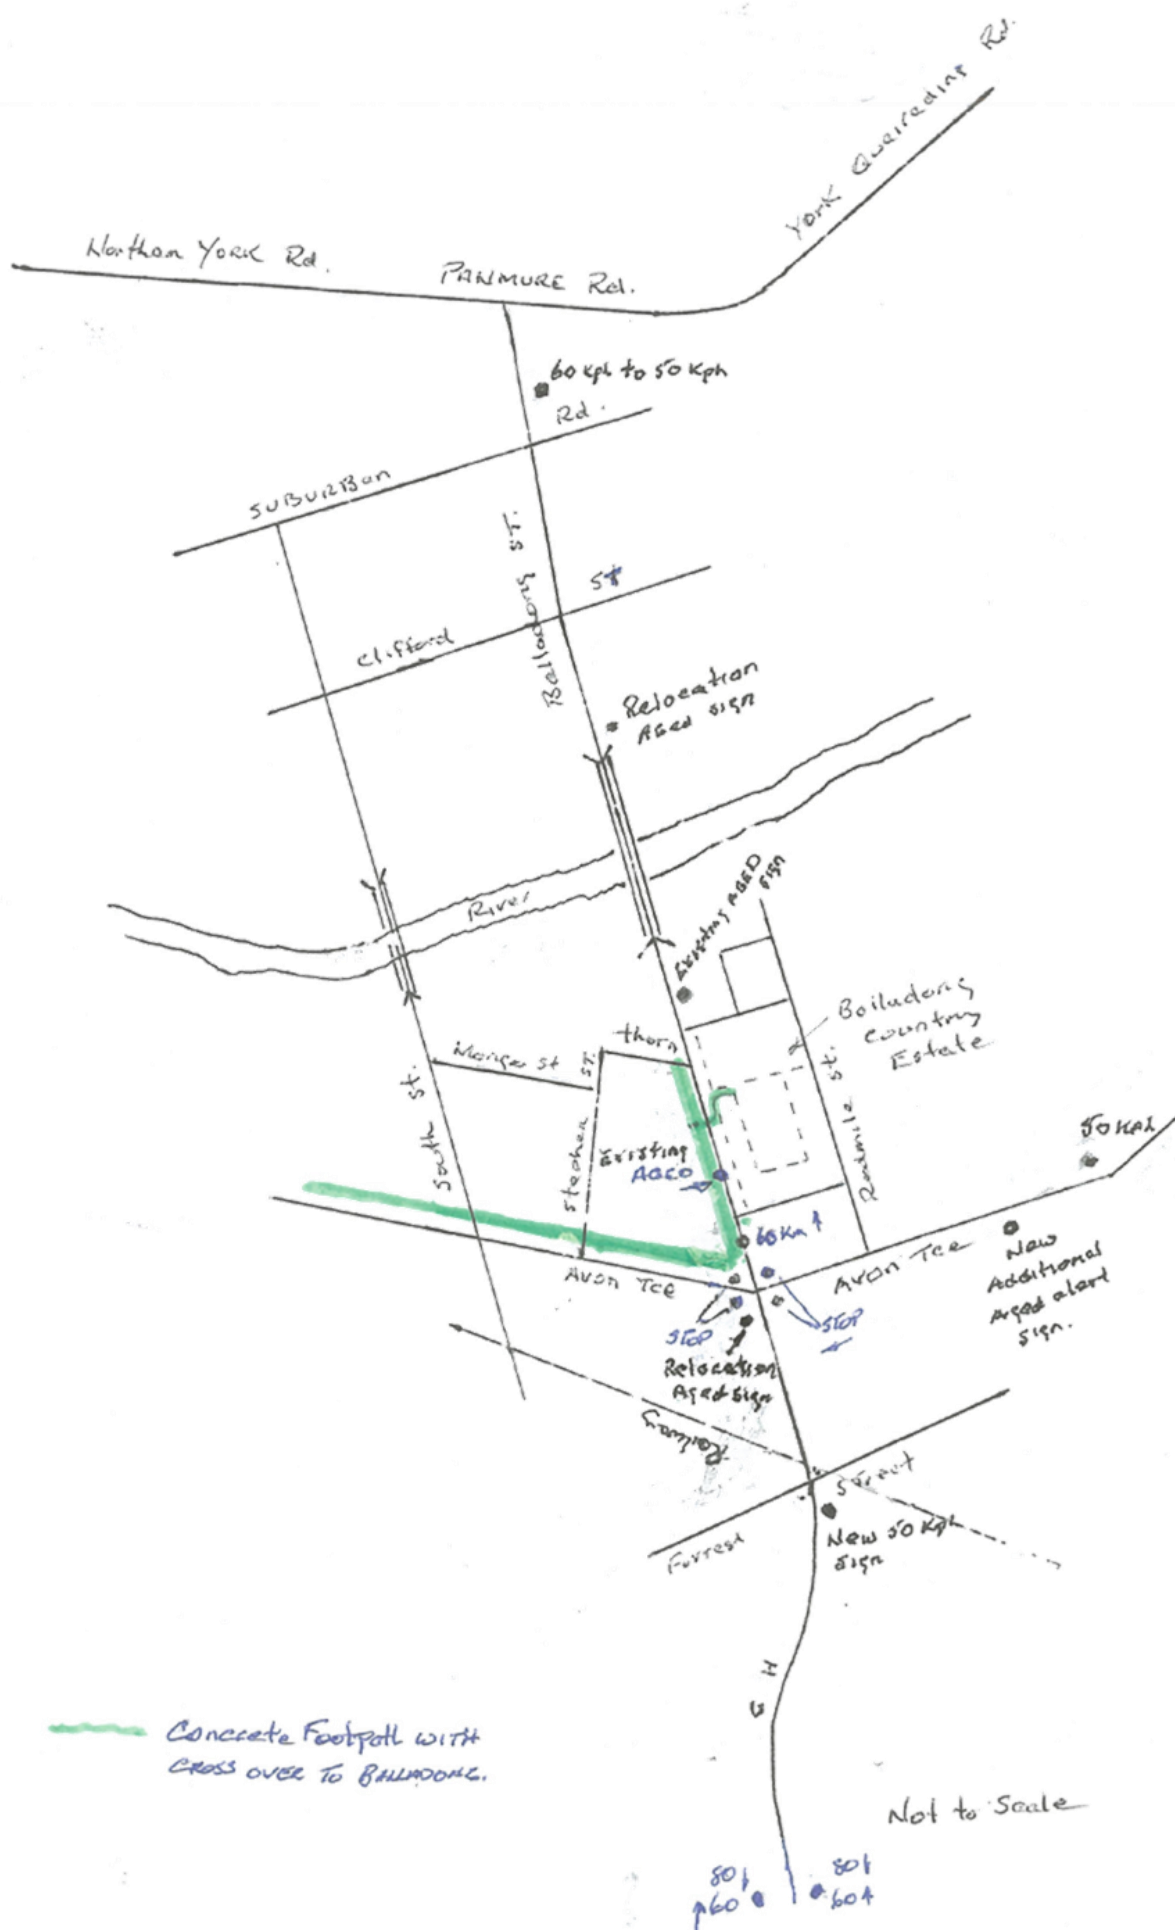 York Queireding Rd.
Northam York Rd.
PANMURE Rd.
60 kph to 50 kph
Rd.
SUBURBan
Balladong ST.
St
Clifford
Relocation
Aged sign
River
Existing AGED
sign
Balladong
Country
Estate
thorn
Monger St
ST.
Stephen
South St.
Existing
AGED
Redmile St.
50 KPH
60 Km ↑
Avon Tce
Avon Tce
New
Additional
Aged alert
Sign.
STOP
STOP
Relocation
Aged sign
Railway
Street
Forrest
New 50 Kph
sign
G H
Concrete Footpath WITH
CROSS OVER TO BALLADONG.
Not to Scale
80↓
↑60
80↓
60↑